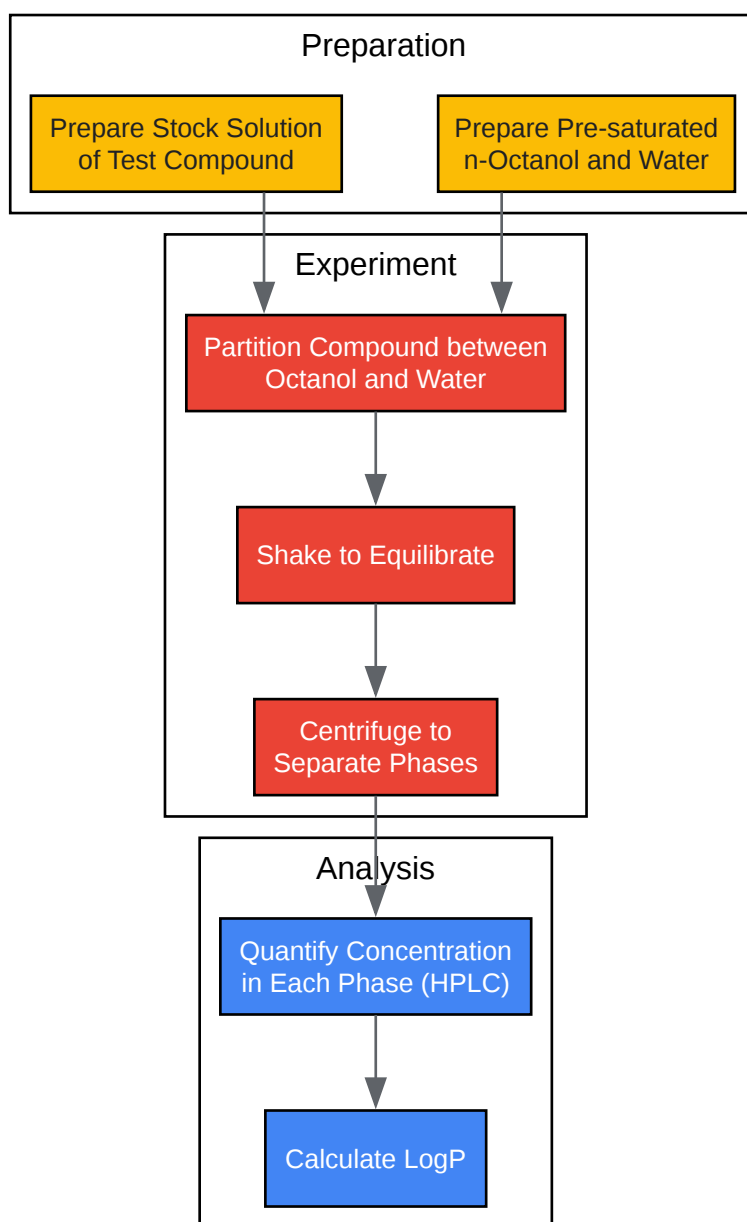 Preparation
Prepare Stock Solution
of Test Compound
Prepare Pre-saturated
n-Octanol and Water
Experiment
Partition Compound between
Octanol and Water
Shake to Equilibrate
Centrifuge to
Separate Phases
Analysis
Quantify Concentration
in Each Phase (HPLC)
Calculate LogP